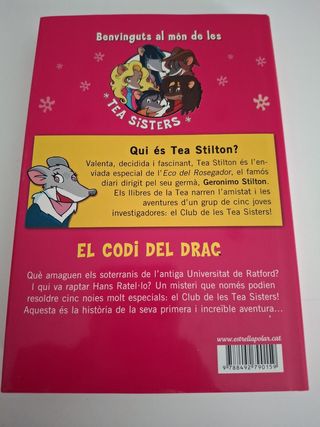 Benvinguts al món de les
TEA SISTERS
Qui és Tea Stilton?
Valenta, decidida i fascinant, Tea Stilton és l'en-
viada especial de l'Eco del Rosegador, el famós
diari dirigit pel seu germà, Geronimo Stilton.
Els llibres de la Tea narren l'amistat i les
aventures d'un grup de cinc joves
investigadores: el Club de les Tea Sisters!
EL CODI DEL DRAC
Què amaguen els soterranis de l'antiga Universitat de Ratford?
I qui va raptar Hans Ratel·lo? Un misteri que només podien
resoldre cinc noies molt especials: el Club de les Tea Sisters!
Aquesta és la història de la seva primera i increïble aventura...
www.estrellapolar.cat
9 788492 790159